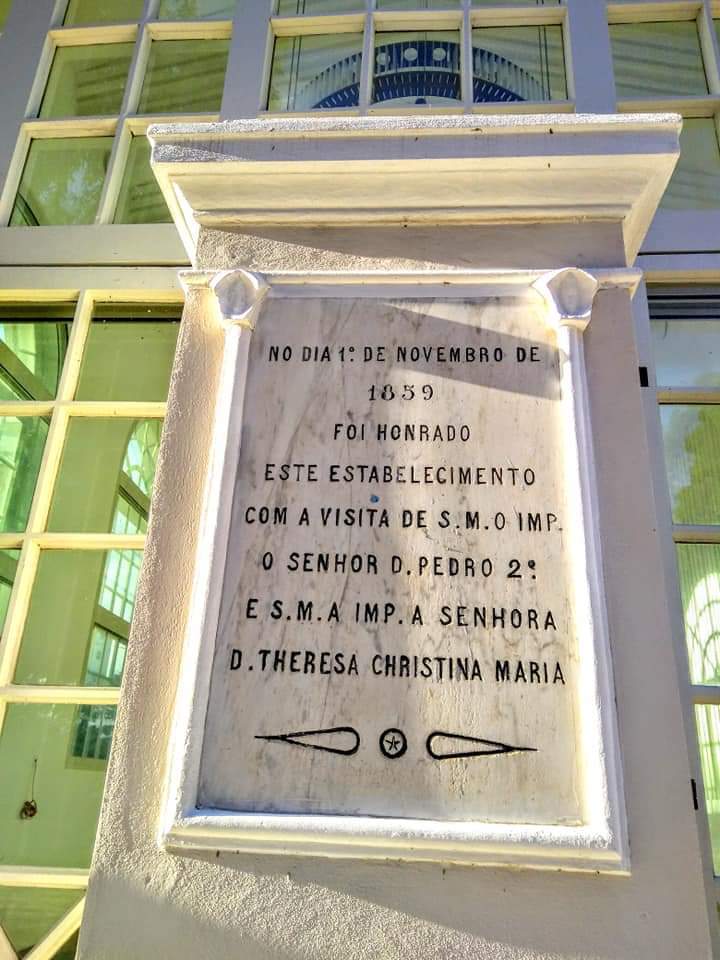 NO DIA 1º. DE NOVEMBRO DE
1859
FOI HONRADO
ESTE ESTABELECIMENTO
COM A VISITA DE S.M.O IMP.
O SENHOR D.PEDRO 2º.
E S.M.A IMP.A SENHORA
D.THERESA CHRISTINA MARIA